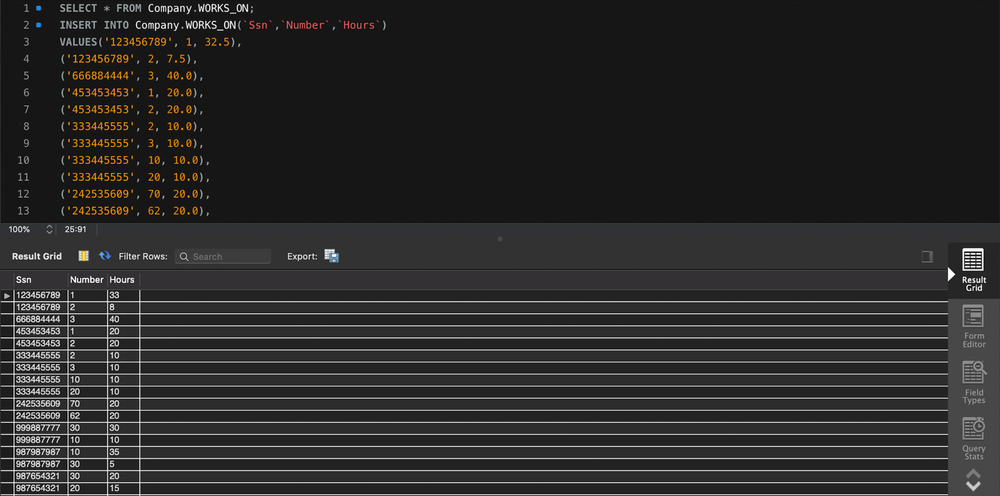 1 SELECT * FROM Company.WORKS_ON;
2 INSERT INTO Company.WORKS_ON(`Ssn`,`Number`,`Hours`)
3 VALUES('123456789', 1, 32.5),
4 ('123456789', 2, 7.5),
5 ('666884444', 3, 40.0),
6 ('453453453', 1, 20.0),
7 ('453453453', 2, 20.0),
8 ('333445555', 2, 10.0),
9 ('333445555', 3, 10.0),
10 ('333445555', 10, 10.0),
11 ('333445555', 20, 10.0),
12 ('242535609', 70, 20.0),
13 ('242535609', 62, 20.0),
100% 25:91
Result Grid Filter Rows: Search Export:
Ssn Number Hours
123456789 1 33
123456789 2 8
666884444 3 40
453453453 1 20
453453453 2 20
333445555 2 10
333445555 3 10
333445555 10 10
333445555 20 10
242535609 70 20
242535609 62 20
999887777 30 30
999887777 10 10
987987987 10 35
987987987 30 5
987654321 30 20
987654321 20 15
Result
Grid
Form
Editor
Field
Types
Query
Stats